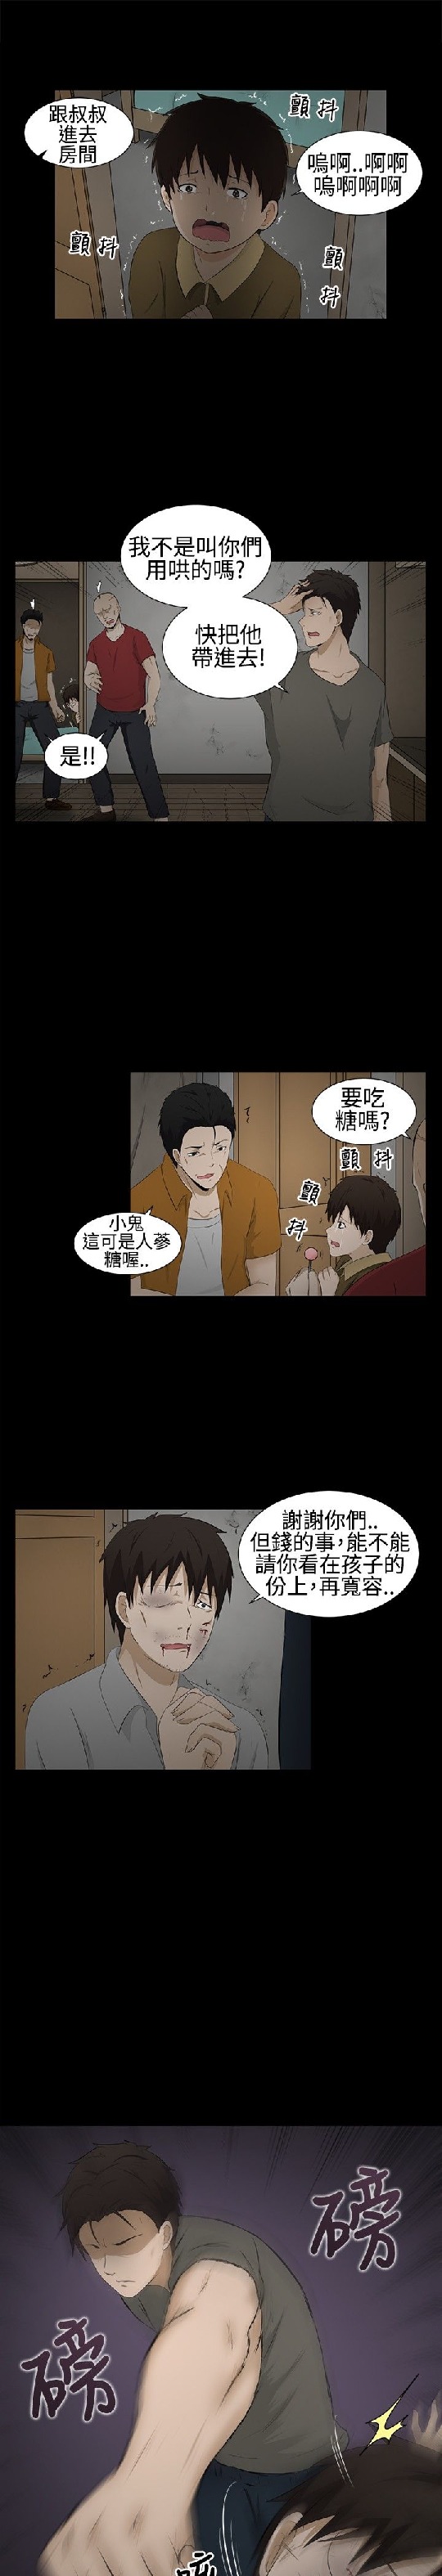 顫 抖
跟叔叔
進去
房間
嗚啊..啊啊
嗚啊啊啊
顫 抖
顫
抖
我不是叫你們
用哄的嗎?
快把他
帶進去!
是!!
要吃
糖嗎?
顫 抖
顫
抖
小鬼
這可是人蔘
糖喔..
謝謝你們..
但錢的事,能不能
請你看在孩子的
份上,再寬容..
磅
磅